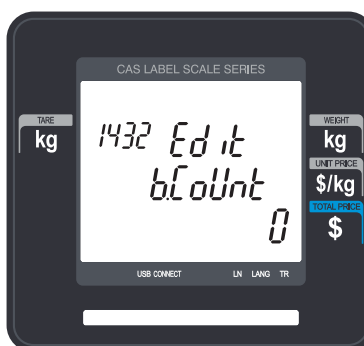 CAS LABEL SCALE SERIES
TARE
kg
1432 Edit
b.CoUnt
0
WEIGHT
kg
UNIT PRICE
$/kg
TOTAL PRICE
$
USB CONNECT LN LANG TR